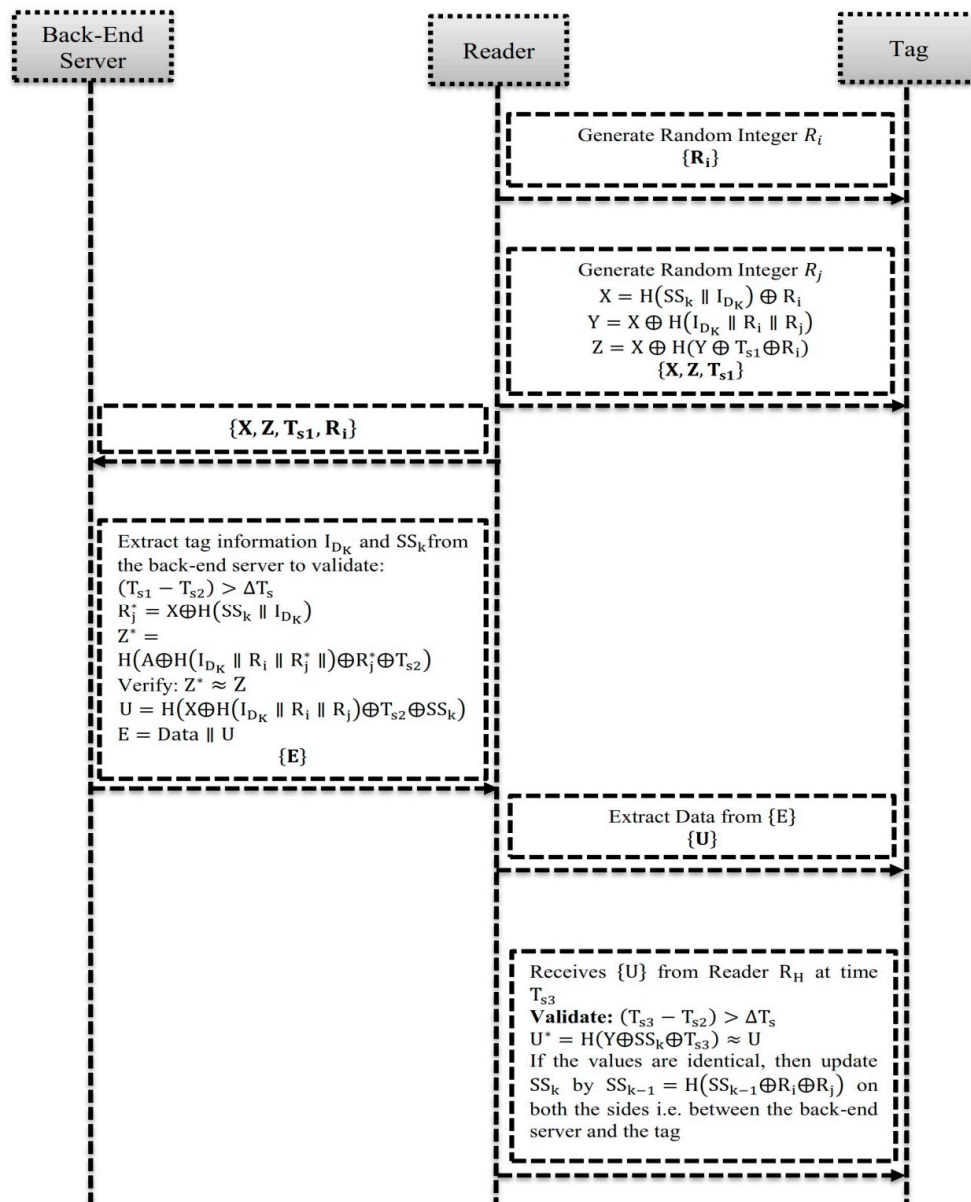 Back-End
Server
Reader
Tag
Generate Random Integer R_i
{R_i}
Generate Random Integer R_j
X = H(SS_k ∥ I_{D_K}) ⊕ R_i
Y = X ⊕ H(I_{D_K} ∥ R_i ∥ R_j)
Z = X ⊕ H(Y ⊕ T_{s1}⊕R_i)
{X, Z, T_{s1}}
{X, Z, T_{s1}, R_i}
Extract tag information I_{D_K} and SS_k from
the back-end server to validate:
(T_{s1} − T_{s2}) > ΔT_s
R_j^* = X⊕H(SS_k ∥ I_{D_K})
Z^* =
H(A⊕H(I_{D_K} ∥ R_i ∥ R_j^* ∥)⊕R_j^*⊕T_{s2})
Verify: Z^* ≈ Z
U = H(X⊕H(I_{D_K} ∥ R_i ∥ R_j)⊕T_{s2}⊕SS_k)
E = Data ∥ U
{E}
Extract Data from {E}
{U}
Receives {U} from Reader R_H at time
T_{s3}
Validate: (T_{s3} − T_{s2}) > ΔT_s
U^* = H(Y⊕SS_k⊕T_{s3}) ≈ U
If the values are identical, then update
SS_k by SS_{k−1} = H(SS_{k−1}⊕R_i⊕R_j) on
both the sides i.e. between the back-end
server and the tag